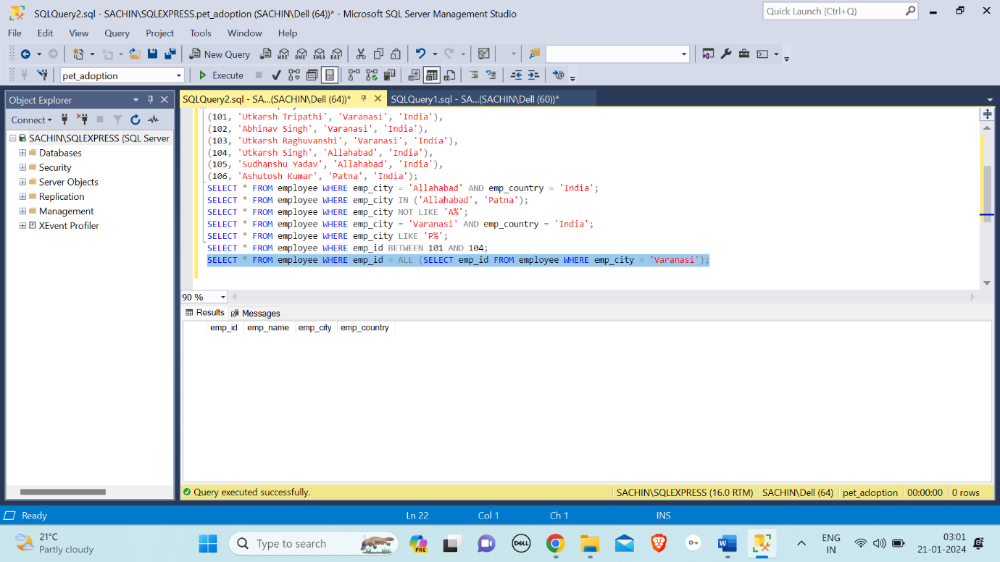 SQLQuery2.sql - SACHIN\SQLEXPRESS.pet_adoption (SACHIN\Dell (64))* - Microsoft SQL Server Management Studio
Quick Launch (Ctrl+Q)
File Edit View Query Project Tools Window Help
New Query MDX DMX XMLA DAX
pet_adoption Execute
Object Explorer
SQLQuery2.sql - SA...(SACHIN\Dell (64))* SQLQuery1.sql - SA...(SACHIN\Dell (60))*
Connect
SACHIN\SQLEXPRESS (SQL Server
Databases
Security
Server Objects
Replication
Management
XEvent Profiler
(101, 'Utkarsh Tripathi', 'Varanasi', 'India'),
(102, 'Abhinav Singh', 'Varanasi', 'India'),
(103, 'Utkarsh Raghuvanshi', 'Varanasi', 'India'),
(104, 'Utkarsh Singh', 'Allahabad', 'India'),
(105, 'Sudhanshu Yadav', 'Allahabad', 'India'),
(106, 'Ashutosh Kumar', 'Patna', 'India');
SELECT * FROM employee WHERE emp_city = 'Allahabad' AND emp_country = 'India';
SELECT * FROM employee WHERE emp_city IN ('Allahabad', 'Patna');
SELECT * FROM employee WHERE emp_city NOT LIKE 'A%';
SELECT * FROM employee WHERE emp_city = 'Varanasi' AND emp_country = 'India';
SELECT * FROM employee WHERE emp_city LIKE 'P%';
SELECT * FROM employee WHERE emp_id BETWEEN 101 AND 104;
SELECT * FROM employee WHERE emp_id = ALL (SELECT emp_id FROM employee WHERE emp_city = 'Varanasi');
90 %
Results Messages
emp_id emp_name emp_city emp_country
Query executed successfully. SACHIN\SQLEXPRESS (16.0 RTM) SACHIN\Dell (64) pet_adoption 00:00:00 0 rows
Ready Ln 22 Col 1 Ch 1 INS
21°C
Partly cloudy
Type to search
PRE
DELL
ENG
IN
03:01
21-01-2024